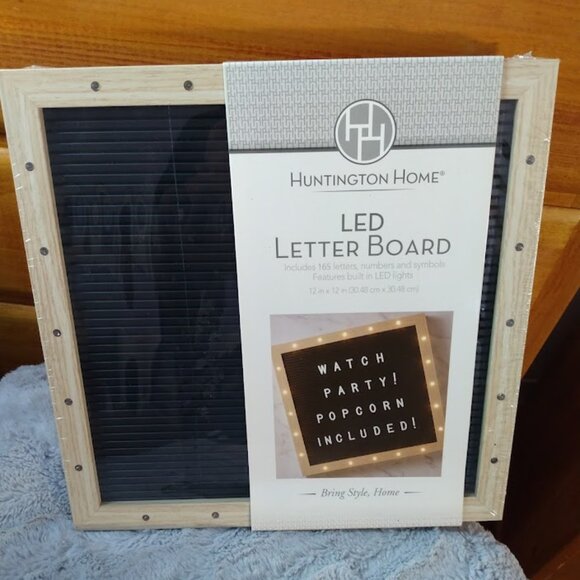 HUNTINGTON HOME®
LED
LETTER BOARD
Includes 165 letters, numbers and symbols
Features built in LED lights
12 in x 12 in (30.48 cm x 30.48 cm)
WATCH
PARTY!
POPCORN
INCLUDED!
Bring Style, Home